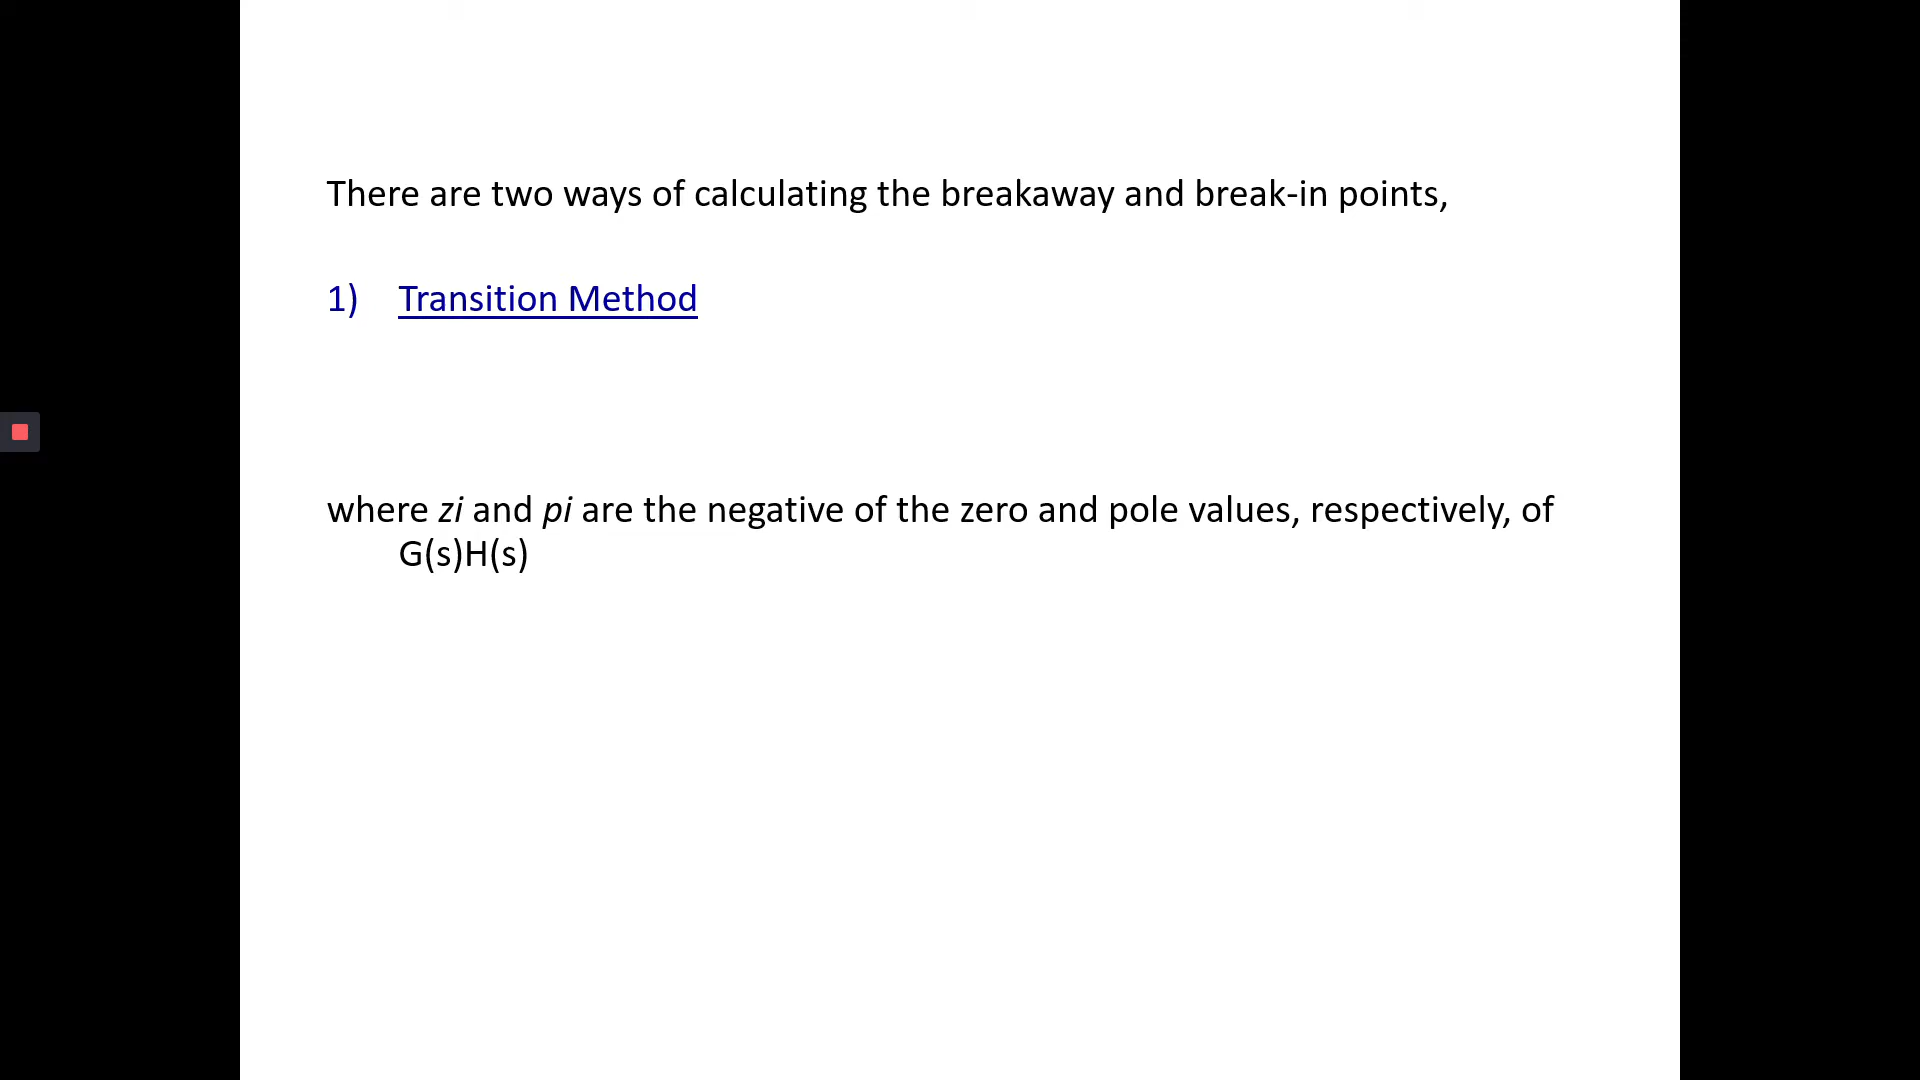 There are two ways of calculating the breakaway and break-in points,
1) Transition Method
where zi and pi are the negative of the zero and pole values, respectively, of
G(s)H(s)